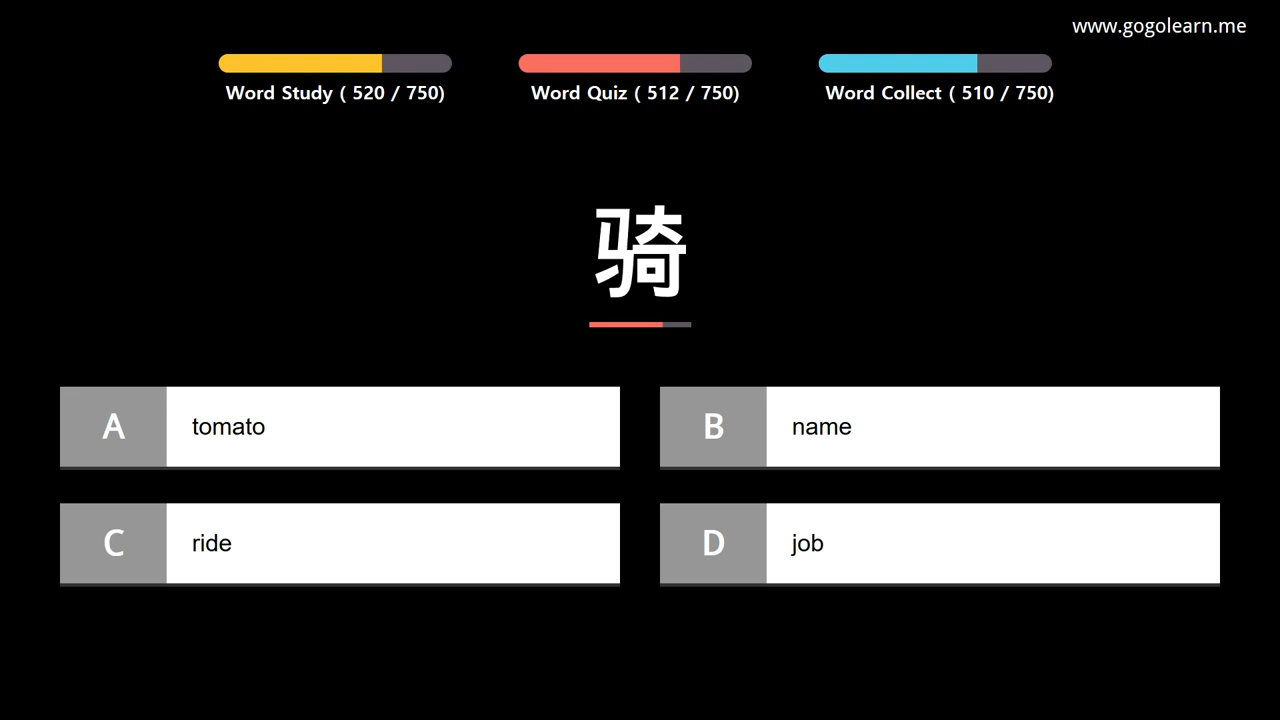 www.gogolearn.me
Word Study ( 520 / 750)
Word Quiz ( 512 / 750)
Word Collect ( 510 / 750)
骑
A tomato
B name
C ride
D job